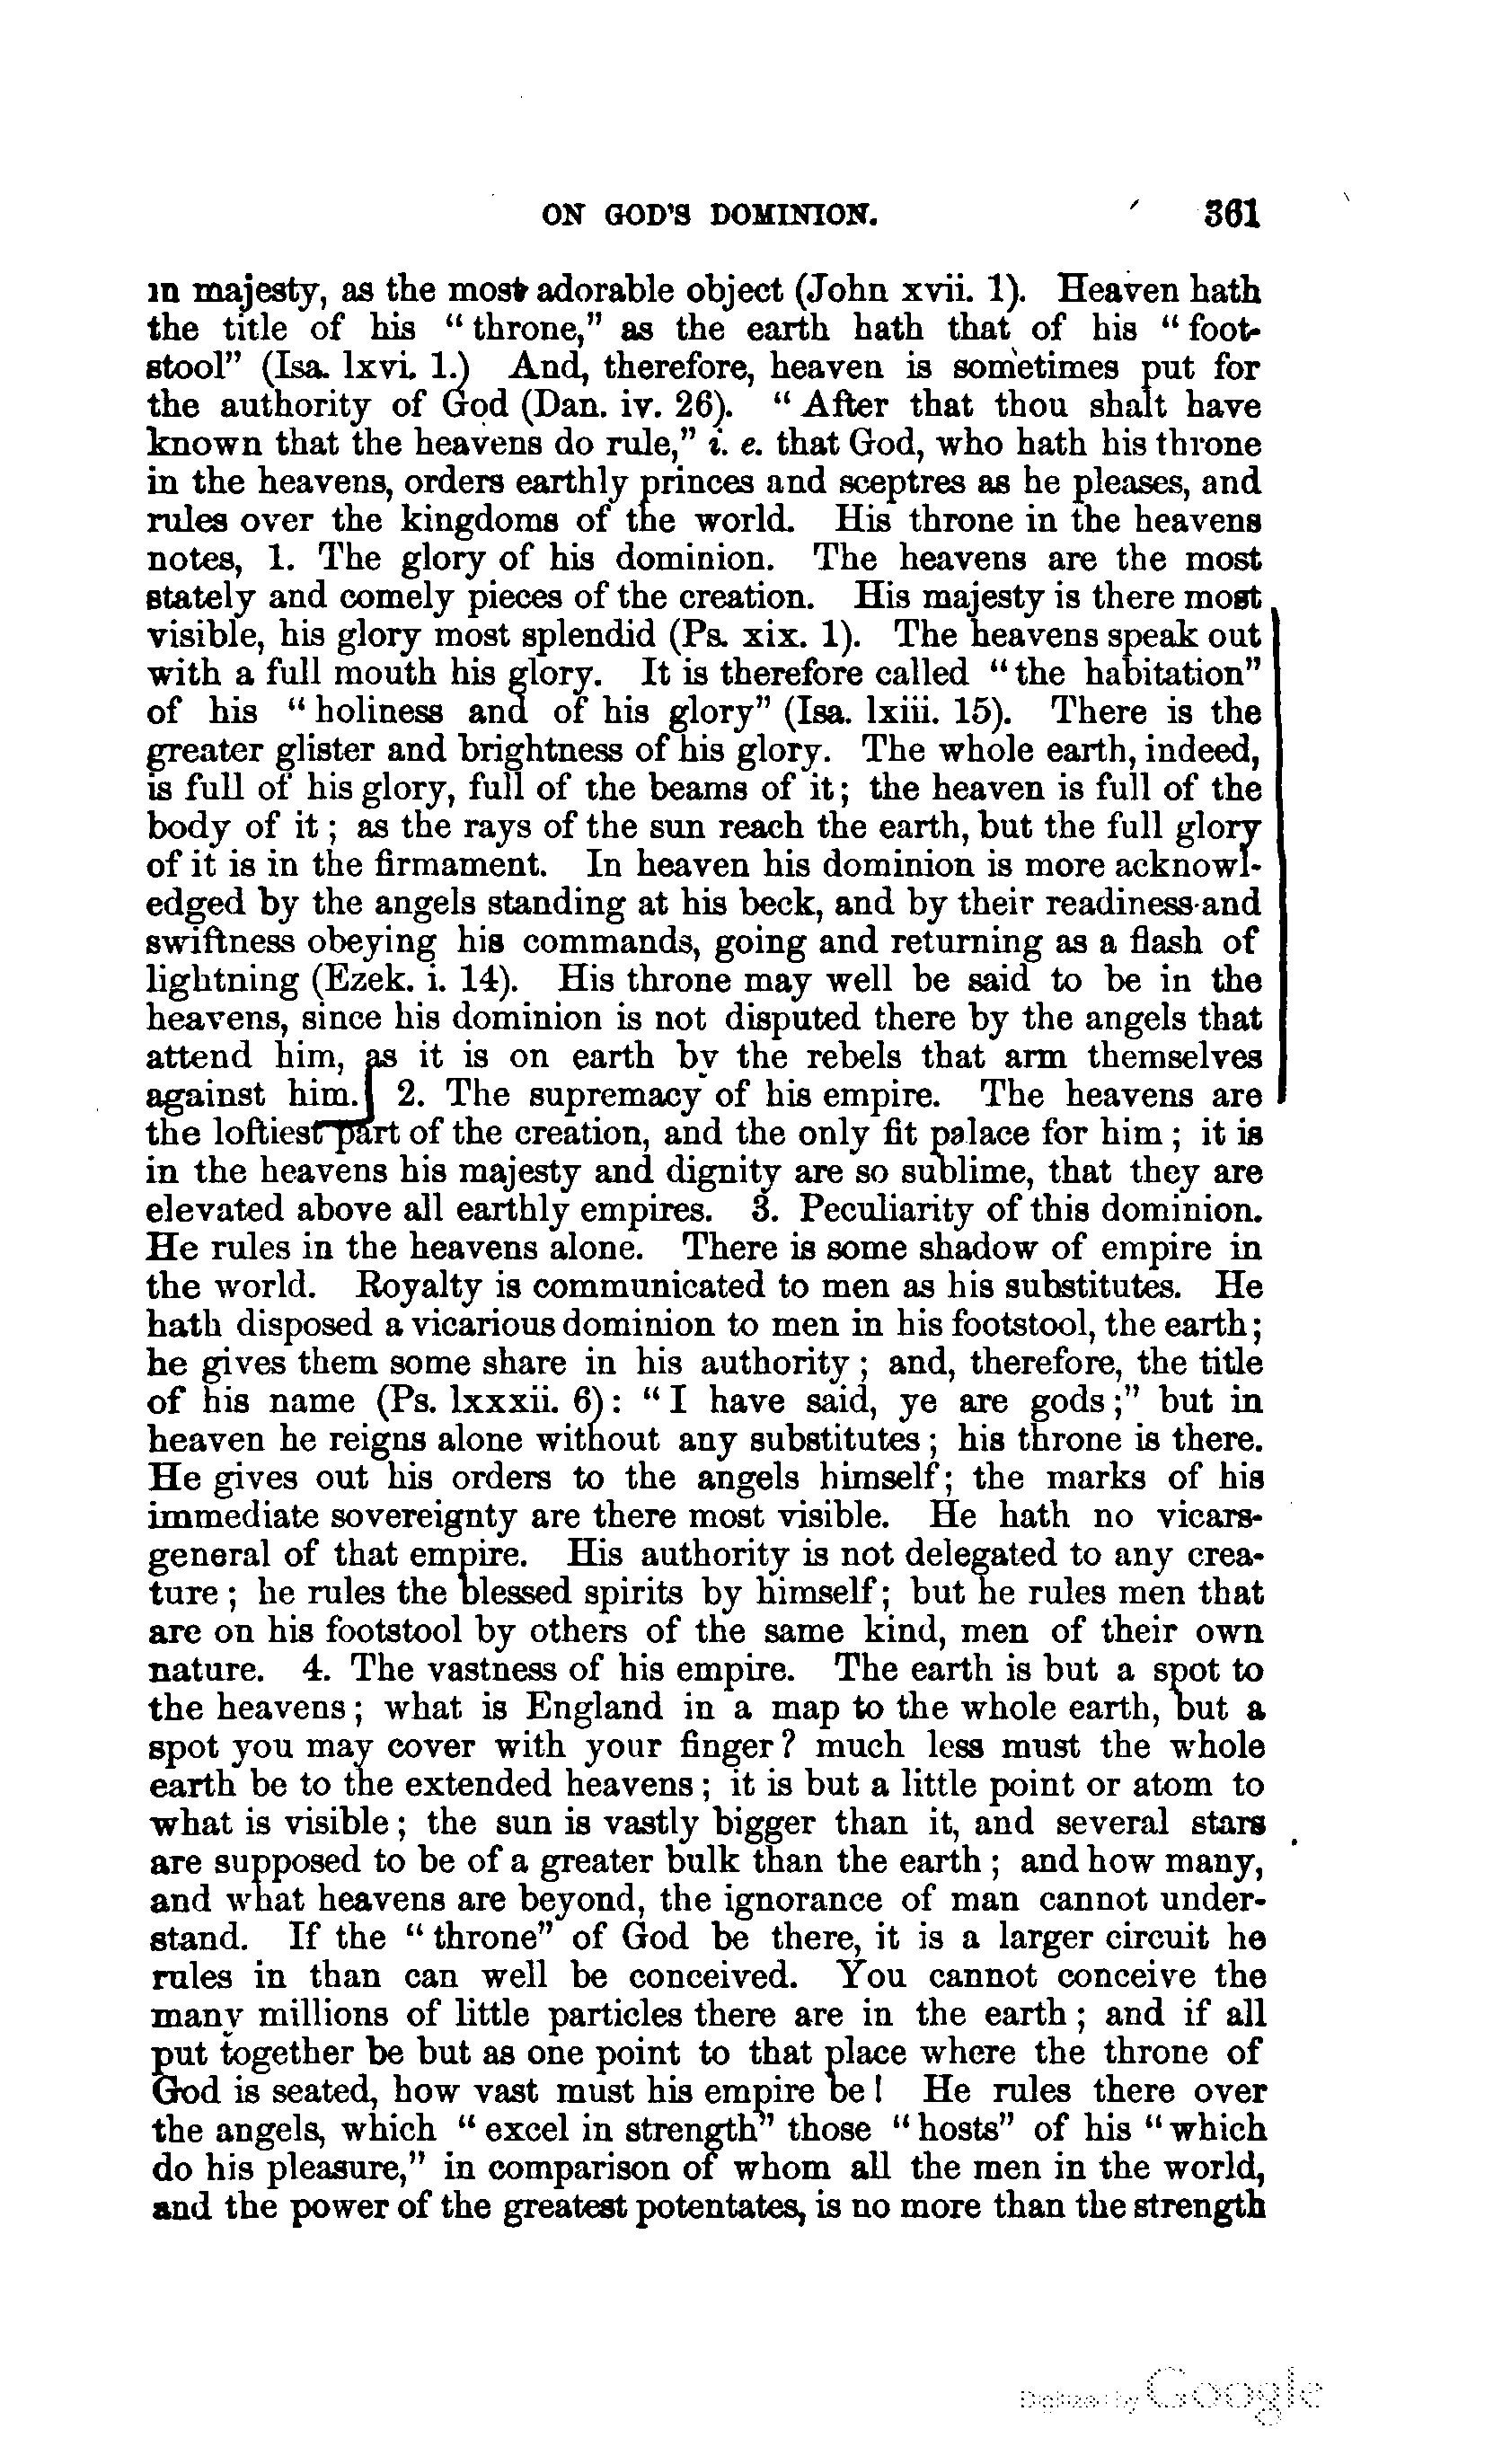 ON GOD'S DOMINION. 361
in majesty, as the most adorable object (John xvii. 1). Heaven hath
the title of his “throne,” as the earth hath that of his “foot-
stool” (Isa. lxvi. 1.) And, therefore, heaven is sometimes put for
the authority of God (Dan. iv. 26). “After that thou shalt have
known that the heavens do rule,” i. e. that God, who hath his throne
in the heavens, orders earthly princes and sceptres as he pleases, and
rules over the kingdoms of the world. His throne in the heavens
notes, 1. The glory of his dominion. The heavens are the most
stately and comely pieces of the creation. His majesty is there most
visible, his glory most splendid (Ps. xix. 1). The heavens speak out
with a full mouth his glory. It is therefore called “the habitation”
of his “holiness and of his glory” (Isa. lxiii. 15). There is the
greater glister and brightness of his glory. The whole earth, indeed,
is full of his glory, full of the beams of it; the heaven is full of the
body of it; as the rays of the sun reach the earth, but the full glory
of it is in the firmament. In heaven his dominion is more acknowl-
edged by the angels standing at his beck, and by their readiness and
swiftness obeying his commands, going and returning as a flash of
lightning (Ezek. i. 14). His throne may well be said to be in the
heavens, since his dominion is not disputed there by the angels that
attend him, as it is on earth by the rebels that arm themselves
against him. 2. The supremacy of his empire. The heavens are
the loftiest part of the creation, and the only fit palace for him; it is
in the heavens his majesty and dignity are so sublime, that they are
elevated above all earthly empires. 3. Peculiarity of this dominion.
He rules in the heavens alone. There is some shadow of empire in
the world. Royalty is communicated to men as his substitutes. He
hath disposed a vicarious dominion to men in his footstool, the earth;
he gives them some share in his authority; and, therefore, the title
of his name (Ps. lxxxii. 6): “I have said, ye are gods;” but in
heaven he reigns alone without any substitutes; his throne is there.
He gives out his orders to the angels himself; the marks of his
immediate sovereignty are there most visible. He hath no vicars-
general of that empire. His authority is not delegated to any crea-
ture; he rules the blessed spirits by himself; but he rules men that
are on his footstool by others of the same kind, men of their own
nature. 4. The vastness of his empire. The earth is but a spot to
the heavens; what is England in a map to the whole earth, but a
spot you may cover with your finger? much less must the whole
earth be to the extended heavens; it is but a little point or atom to
what is visible; the sun is vastly bigger than it, and several stars
are supposed to be of a greater bulk than the earth; and how many,
and what heavens are beyond, the ignorance of man cannot under-
stand. If the “throne” of God be there, it is a larger circuit he
rules in than can well be conceived. You cannot conceive the
many millions of little particles there are in the earth; and if all
put together be but as one point to that place where the throne of
God is seated, how vast must his empire be! He rules there over
the angels, which “excel in strength” those “hosts” of his “which
do his pleasure,” in comparison of whom all the men in the world,
and the power of the greatest potentates, is no more than the strength
Digitized by Google